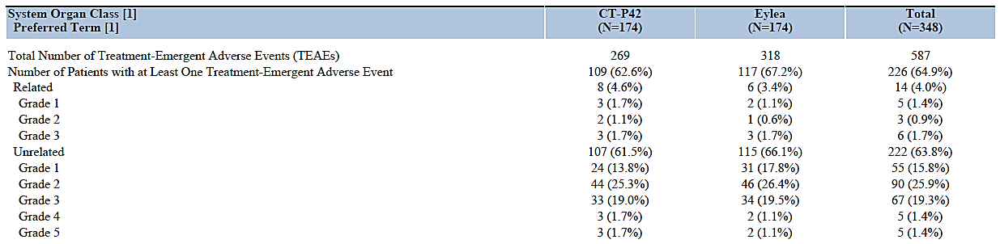 System Organ Class [1] CT-P42 Eylea Total
Preferred Term [1] (N=174) (N=174) (N=348)
Total Number of Treatment-Emergent Adverse Events (TEAEs) 269 318 587
Number of Patients with at Least One Treatment-Emergent Adverse Event 109 (62.6%) 117 (67.2%) 226 (64.9%)
Related 8 (4.6%) 6 (3.4%) 14 (4.0%)
Grade 1 3 (1.7%) 2 (1.1%) 5 (1.4%)
Grade 2 2 (1.1%) 1 (0.6%) 3 (0.9%)
Grade 3 3 (1.7%) 3 (1.7%) 6 (1.7%)
Unrelated 107 (61.5%) 115 (66.1%) 222 (63.8%)
Grade 1 24 (13.8%) 31 (17.8%) 55 (15.8%)
Grade 2 44 (25.3%) 46 (26.4%) 90 (25.9%)
Grade 3 33 (19.0%) 34 (19.5%) 67 (19.3%)
Grade 4 3 (1.7%) 2 (1.1%) 5 (1.4%)
Grade 5 3 (1.7%) 2 (1.1%) 5 (1.4%)